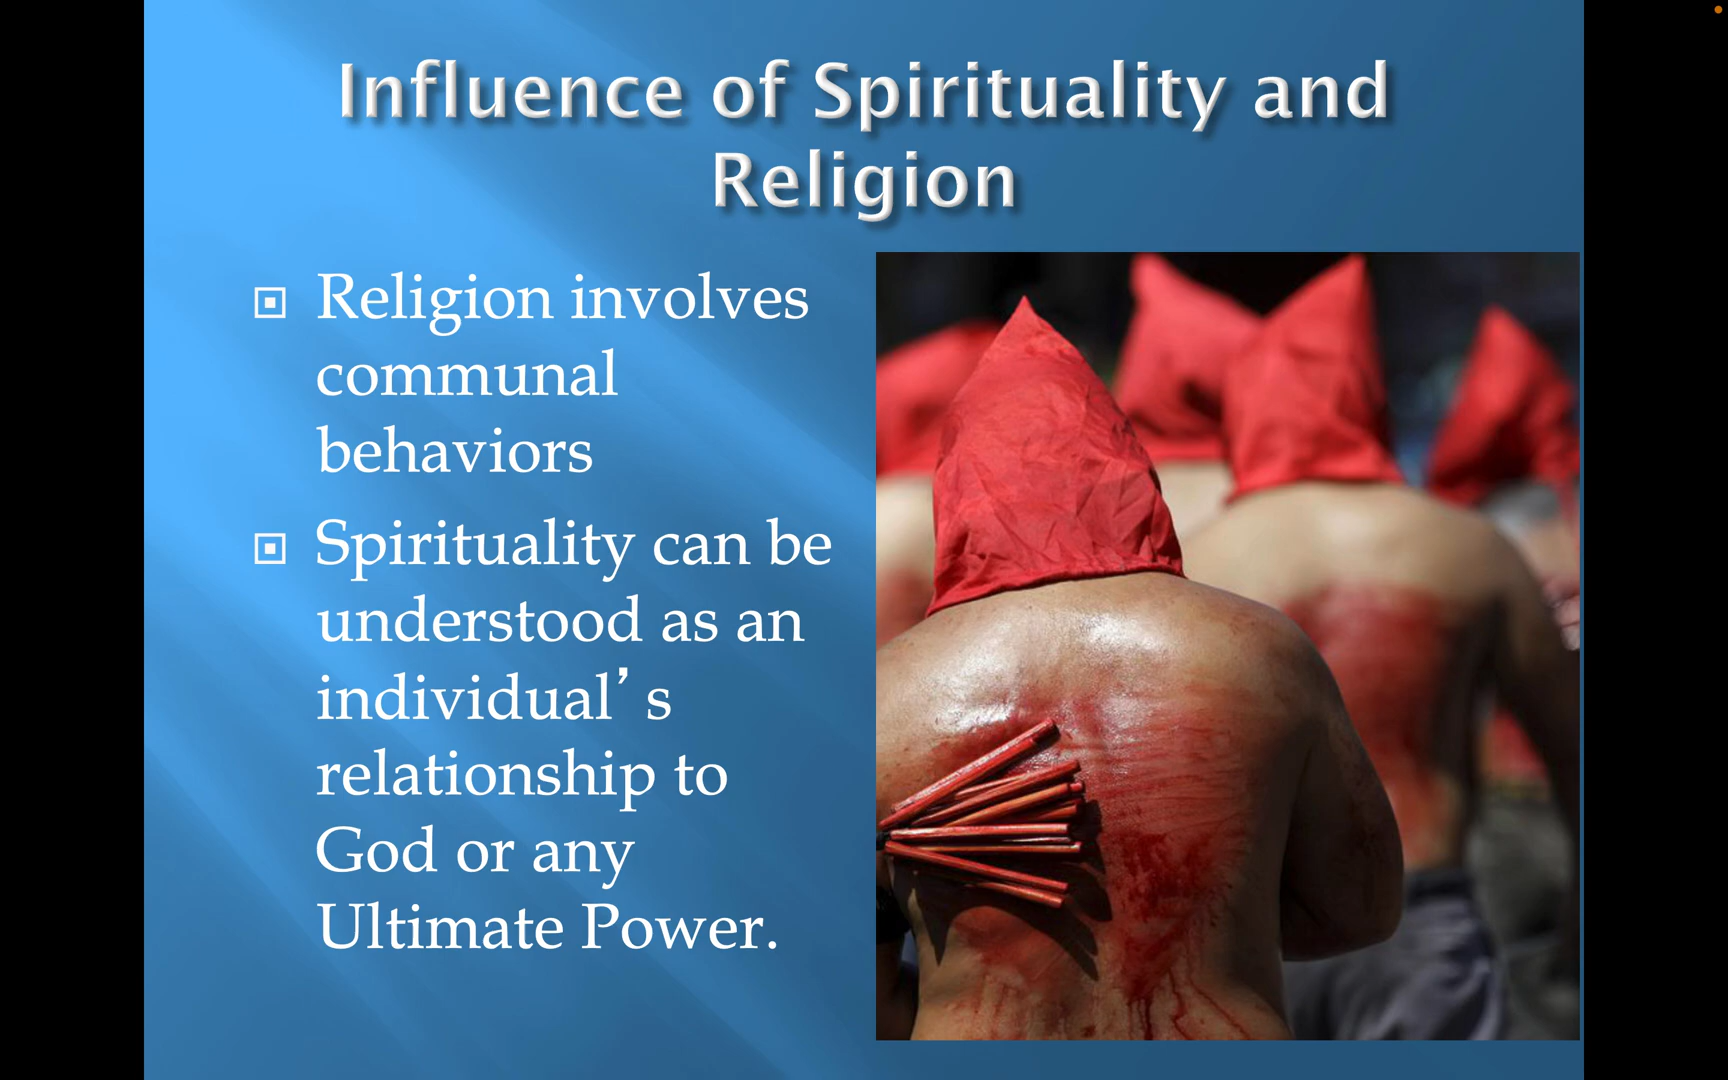 Influence of Spirituality and
Religion
Religion involves
communal
behaviors
Spirituality can be
understood as an
individual’s
relationship to
God or any
Ultimate Power.